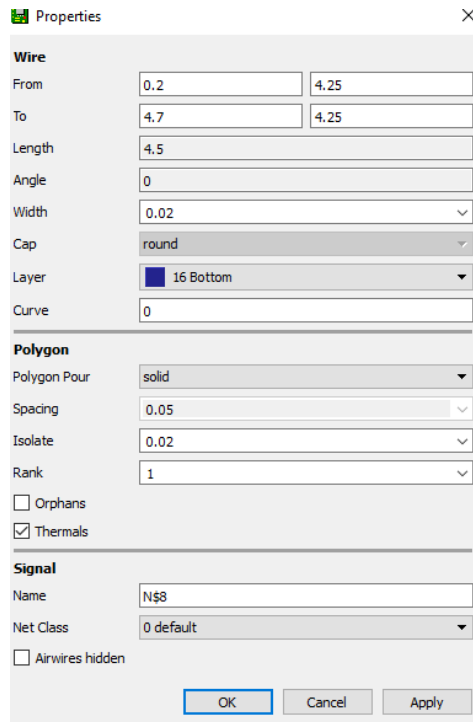 Properties
Wire
From 0.2 4.25
To 4.7 4.25
Length 4.5
Angle 0
Width 0.02
Cap round
Layer 16 Bottom
Curve 0
Polygon
Polygon Pour solid
Spacing 0.05
Isolate 0.02
Rank 1
Orphans
Thermals
Signal
Name N$8
Net Class 0 default
Airwires hidden
OK Cancel Apply